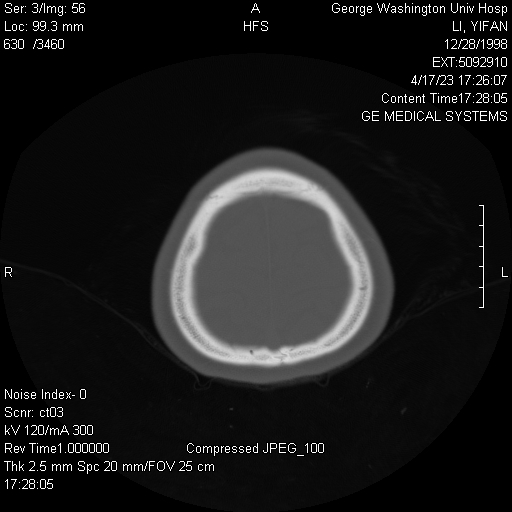 Ser: 3/Img: 56
Loc: 99.3 mm
630 /3460
A
HFS
George Washington Univ Hosp
LI, YIFAN
12/28/1998
EXT:5092910
4/17/23 17:26:07
Content Time17:28:05
GE MEDICAL SYSTEMS
R
L
Noise Index- 0
Scnr: ct03
kV 120/mA 300
Rev Time1.000000
Compressed JPEG_100
Thk 2.5 mm Spc 20 mm/FOV 25 cm
17:28:05